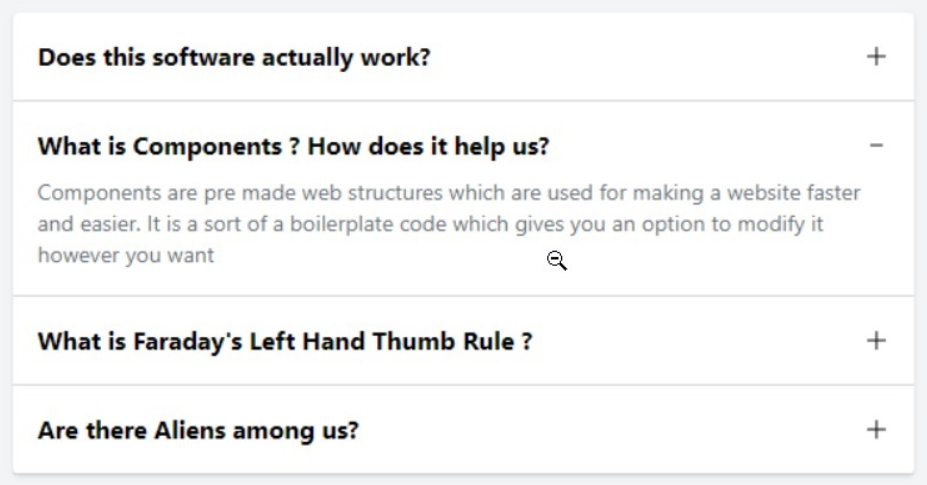 Does this software actually work?
What is Components ? How does it help us?
Components are pre made web structures which are used for making a website faster
and easier. It is a sort of a boilerplate code which gives you an option to modify it
however you want
What is Faraday's Left Hand Thumb Rule ?
Are there Aliens among us?